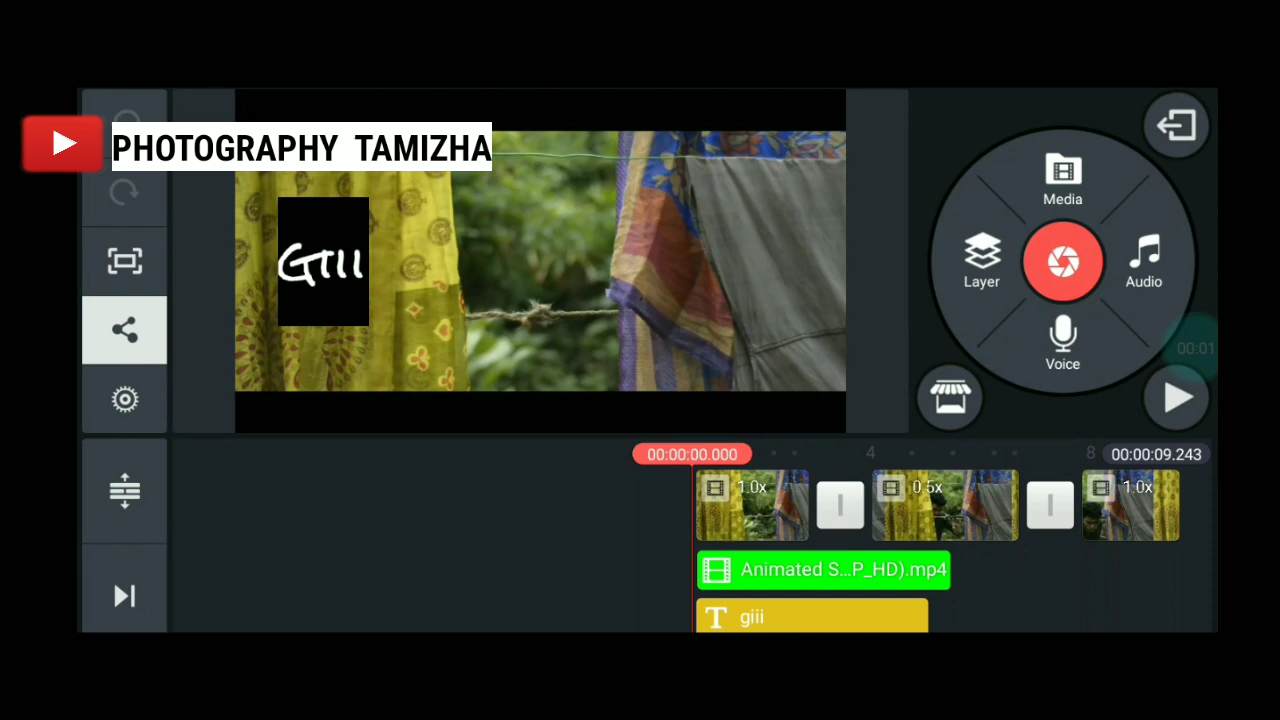 PHOTOGRAPHY TAMIZHA
Giii
Media
Layer
Audio
Voice
00:01
00:00:00.000
4
8
00:00:09.243
1.0x
0.5x
1.0x
Animated S...P_HD).mp4
giii